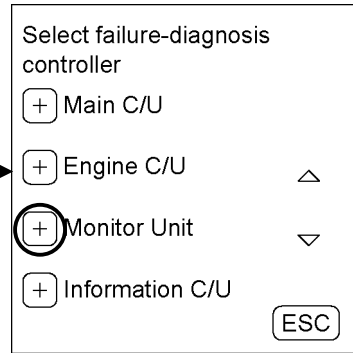 Select failure-diagnosis
controller
+ Main C/U
+ Engine C/U
+ Monitor Unit
+ Information C/U
ESC